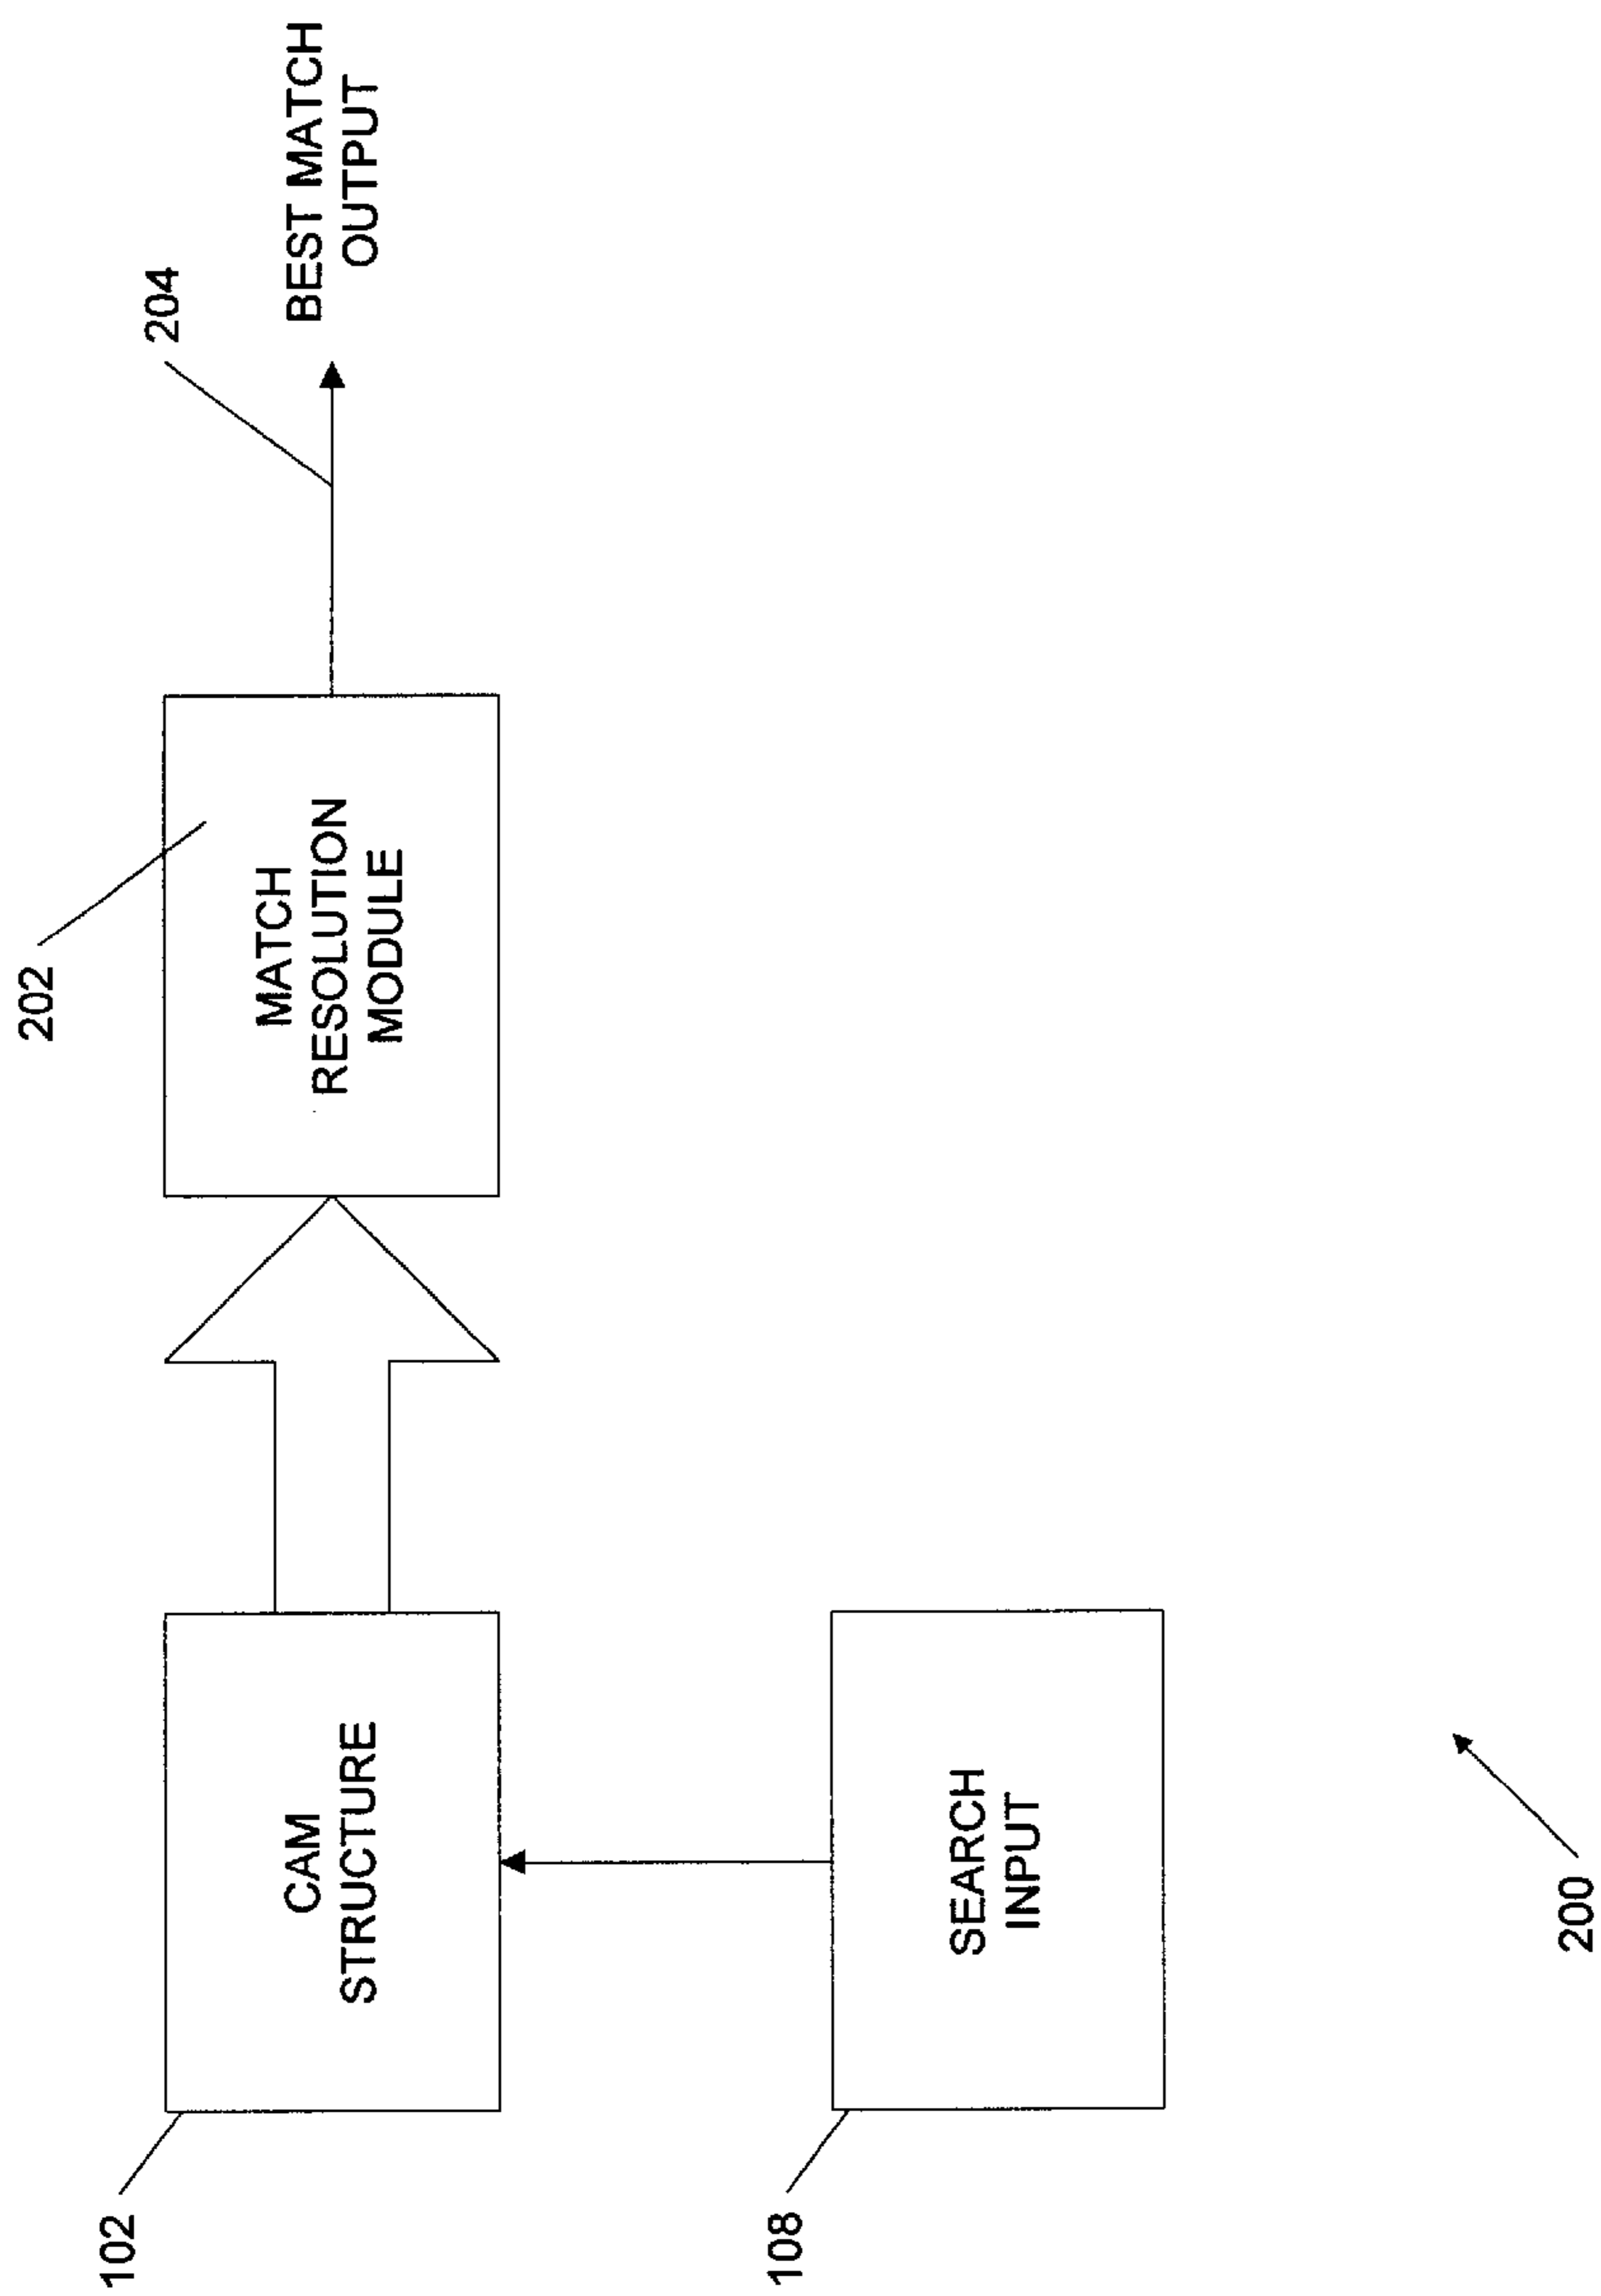 202
204
MATCH
RESOLUTION
MODULE
BEST MATCH
OUTPUT
102
CAM
STRUCTURE
108
SEARCH
INPUT
200